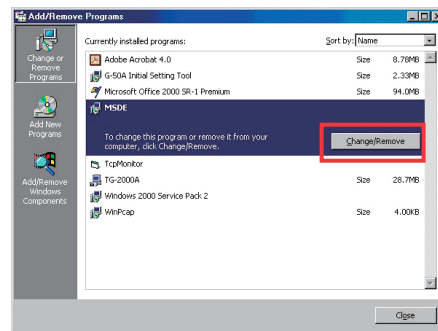 Add/Remove Programs
Currently installed programs:
Sort by: Name
Change or
Remove
Programs
Add New
Programs
Add/Remove
Windows
Components
Adobe Acrobat 4.0 Size 8.78MB
G-50A Initial Setting Tool Size 2.33MB
Microsoft Office 2000 SR-1 Premium Size 94.0MB
MSDE
To change this program or remove it from your
computer, click Change/Remove.
Change/Remove
TcpMonitor
TG-2000A Size 28.7MB
Windows 2000 Service Pack 2
WinPcap Size 4.00KB
Close